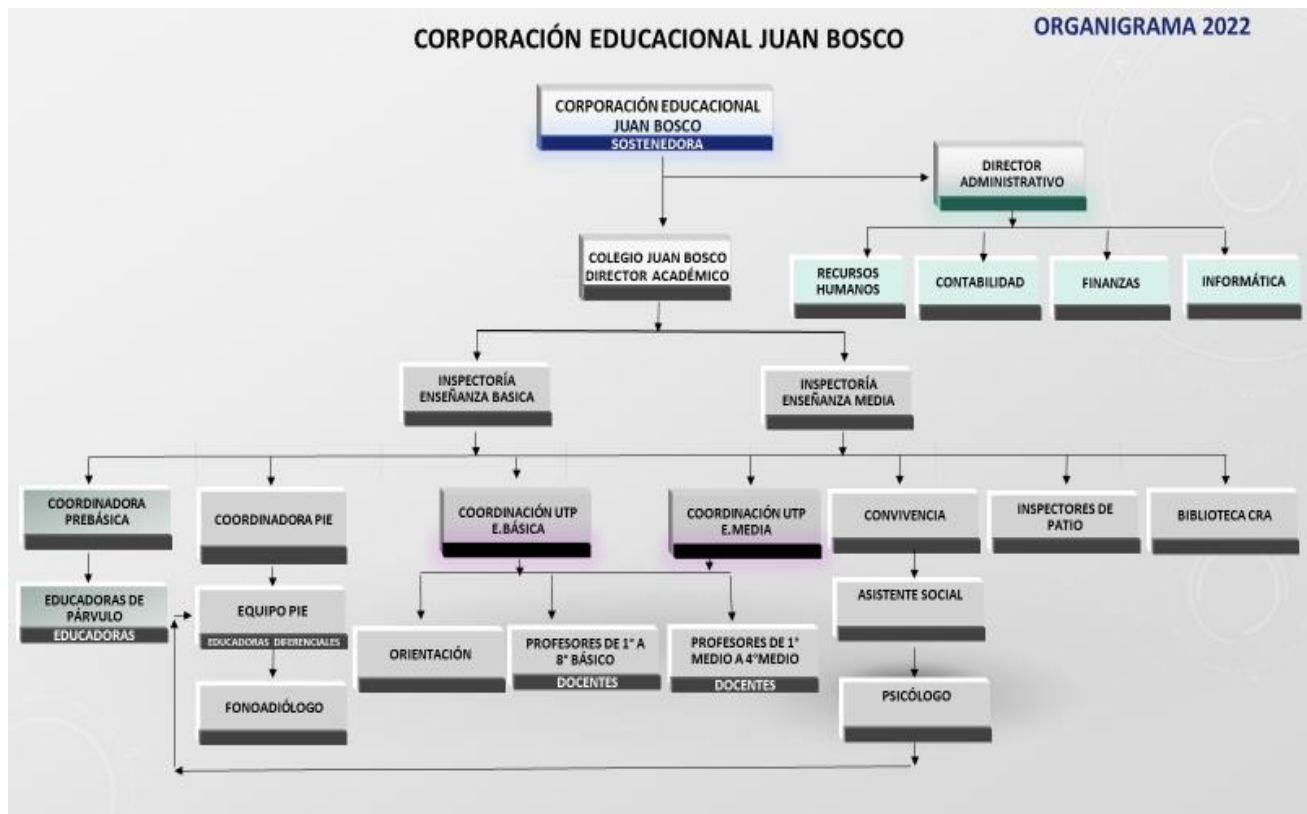 CORPORACIÓN EDUCACIONAL JUAN BOSCO
ORGANIGRAMA 2022
CORPORACIÓN EDUCACIONAL
JUAN BOSCO
SOSTENEDORA
DIRECTOR
ADMINISTRATIVO
COLEGIO JUAN BOSCO
DIRECTOR ACADÉMICO
RECURSOS
HUMANOS
CONTABILIDAD
FINANZAS
INFORMÁTICA
INSPECTORÍA
ENSEÑANZA BASICA
INSPECTORÍA
ENSEÑANZA MEDIA
COORDINADORA
PREBÁSICA
COORDINADORA PIE
COORDINACIÓN UTP
E.BÁSICA
COORDINACIÓN UTP
E.MEDIA
CONVIVENCIA
INSPECTORES DE
PATIO
BIBLIOTECA CRA
EDUCADORAS DE
PÁRVULO
EDUCADORAS
EQUIPO PIE
EDUCADORAS DIFERENCIALES
ORIENTACIÓN
PROFESORES DE 1° A
8° BÁSICO
DOCENTES
PROFESORES DE 1°
MEDIO A 4°MEDIO
DOCENTES
ASISTENTE SOCIAL
FONOADIÓLOGO
PSICÓLOGO